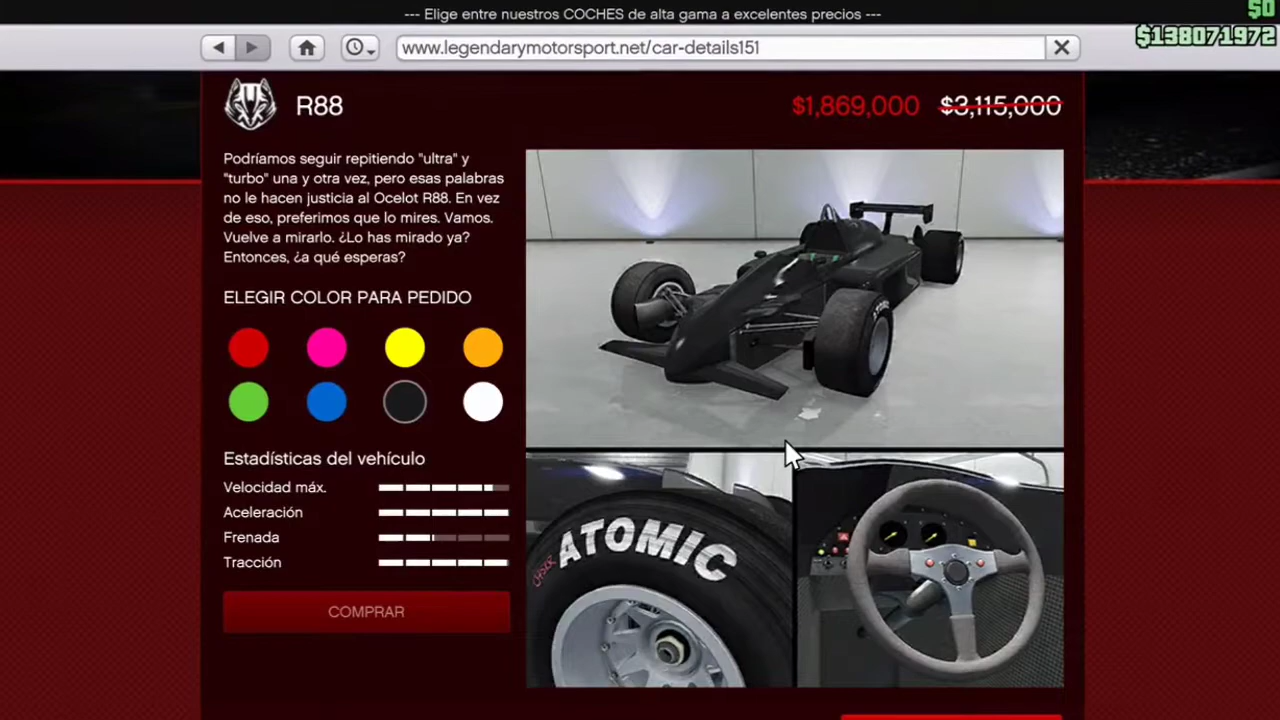 --- Elige entre nuestros COCHES de alta gama a excelentes precios ---
$0
$138071972
www.legendarymotorsport.net/car-details151
R88
$1,869,000 $3,115,000
Podríamos seguir repitiendo "ultra" y
"turbo" una y otra vez, pero esas palabras
no le hacen justicia al Ocelot R88. En vez
de eso, preferimos que lo mires. Vamos.
Vuelve a mirarlo. ¿Lo has mirado ya?
Entonces, ¿a qué esperas?
ELEGIR COLOR PARA PEDIDO
Estadísticas del vehículo
Velocidad máx.
Aceleración
Frenada
Tracción
COMPRAR
ATOMIC